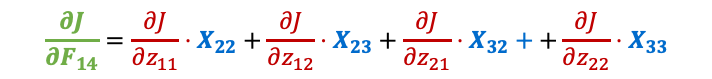 ∂J/∂F₁₄ = ∂J/∂z₁₁ · X₂₂ + ∂J/∂z₁₂ · X₂₃ + ∂J/∂z₂₁ · X₃₂ + + ∂J/∂z₂₂ · X₃₃